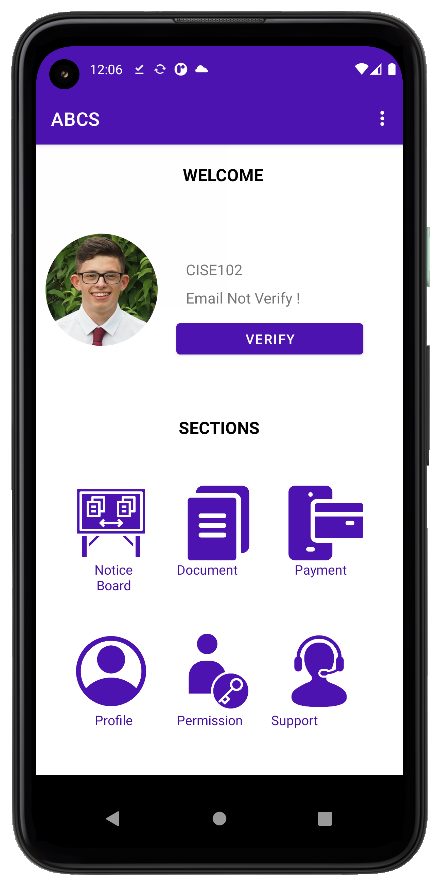 12:06
ABCS
WELCOME
CISE102
Email Not Verify !
VERIFY
SECTIONS
Notice
Board
Document
Payment
Profile
Permission
Support